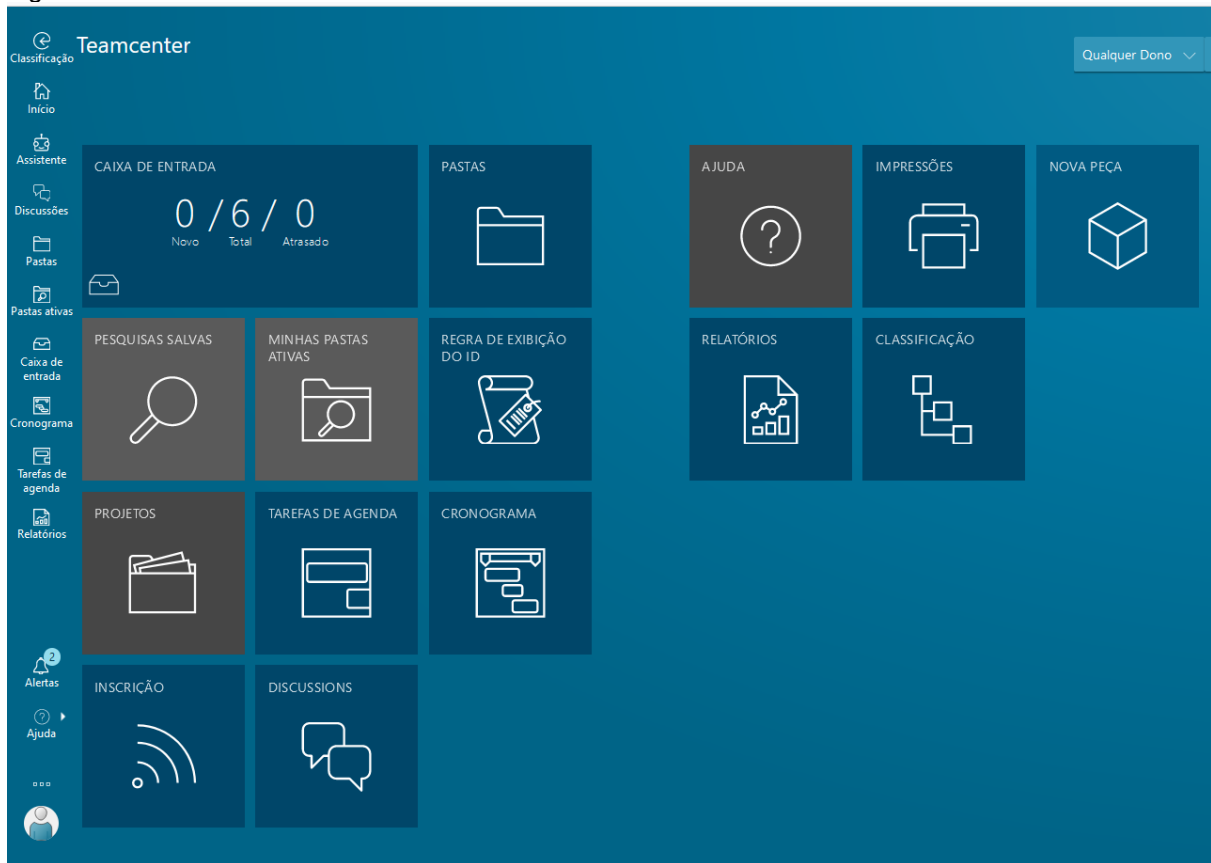 Teamcenter
Qualquer Dono
Classificação
Início
Assistente
Discussões
Pastas
Pastas ativas
Caixa de
entrada
Cronograma
Tarefas de
agenda
Relatórios
2
Alertas
Ajuda
CAIXA DE ENTRADA
0 / 6 / 0
Novo Total Atrasado
PASTAS
AJUDA
IMPRESSÕES
NOVA PEÇA
PESQUISAS SALVAS
MINHAS PASTAS
ATIVAS
REGRA DE EXIBIÇÃO
DO ID
RELATÓRIOS
CLASSIFICAÇÃO
PROJETOS
TAREFAS DE AGENDA
CRONOGRAMA
INSCRIÇÃO
DISCUSSIONS